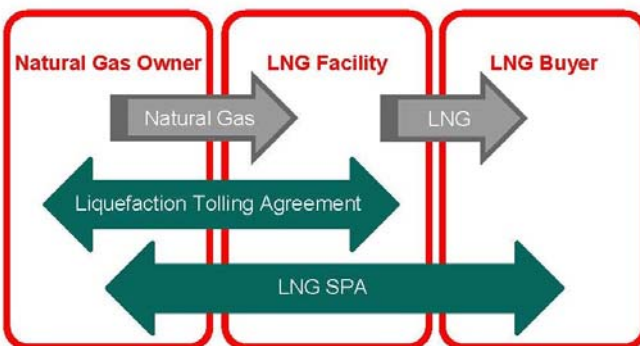 Natural Gas Owner
LNG Facility
LNG Buyer
Natural Gas
LNG
Liquefaction Tolling Agreement
LNG SPA